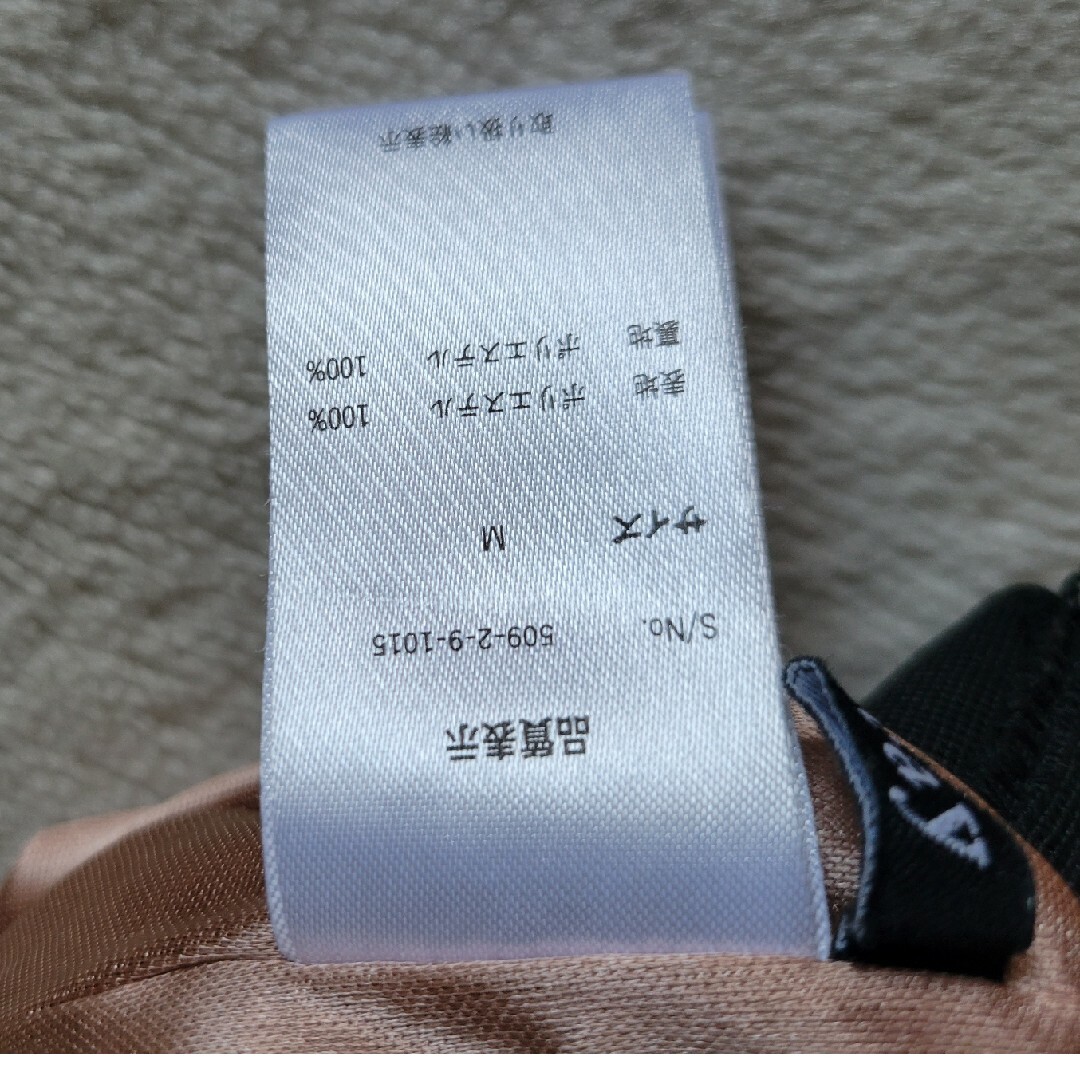 品質表示
S/No. 509-2-9-1015
サイズ M
表地 ポリエステル 100%
裏地 ポリエステル 100%
取り扱い絵表示